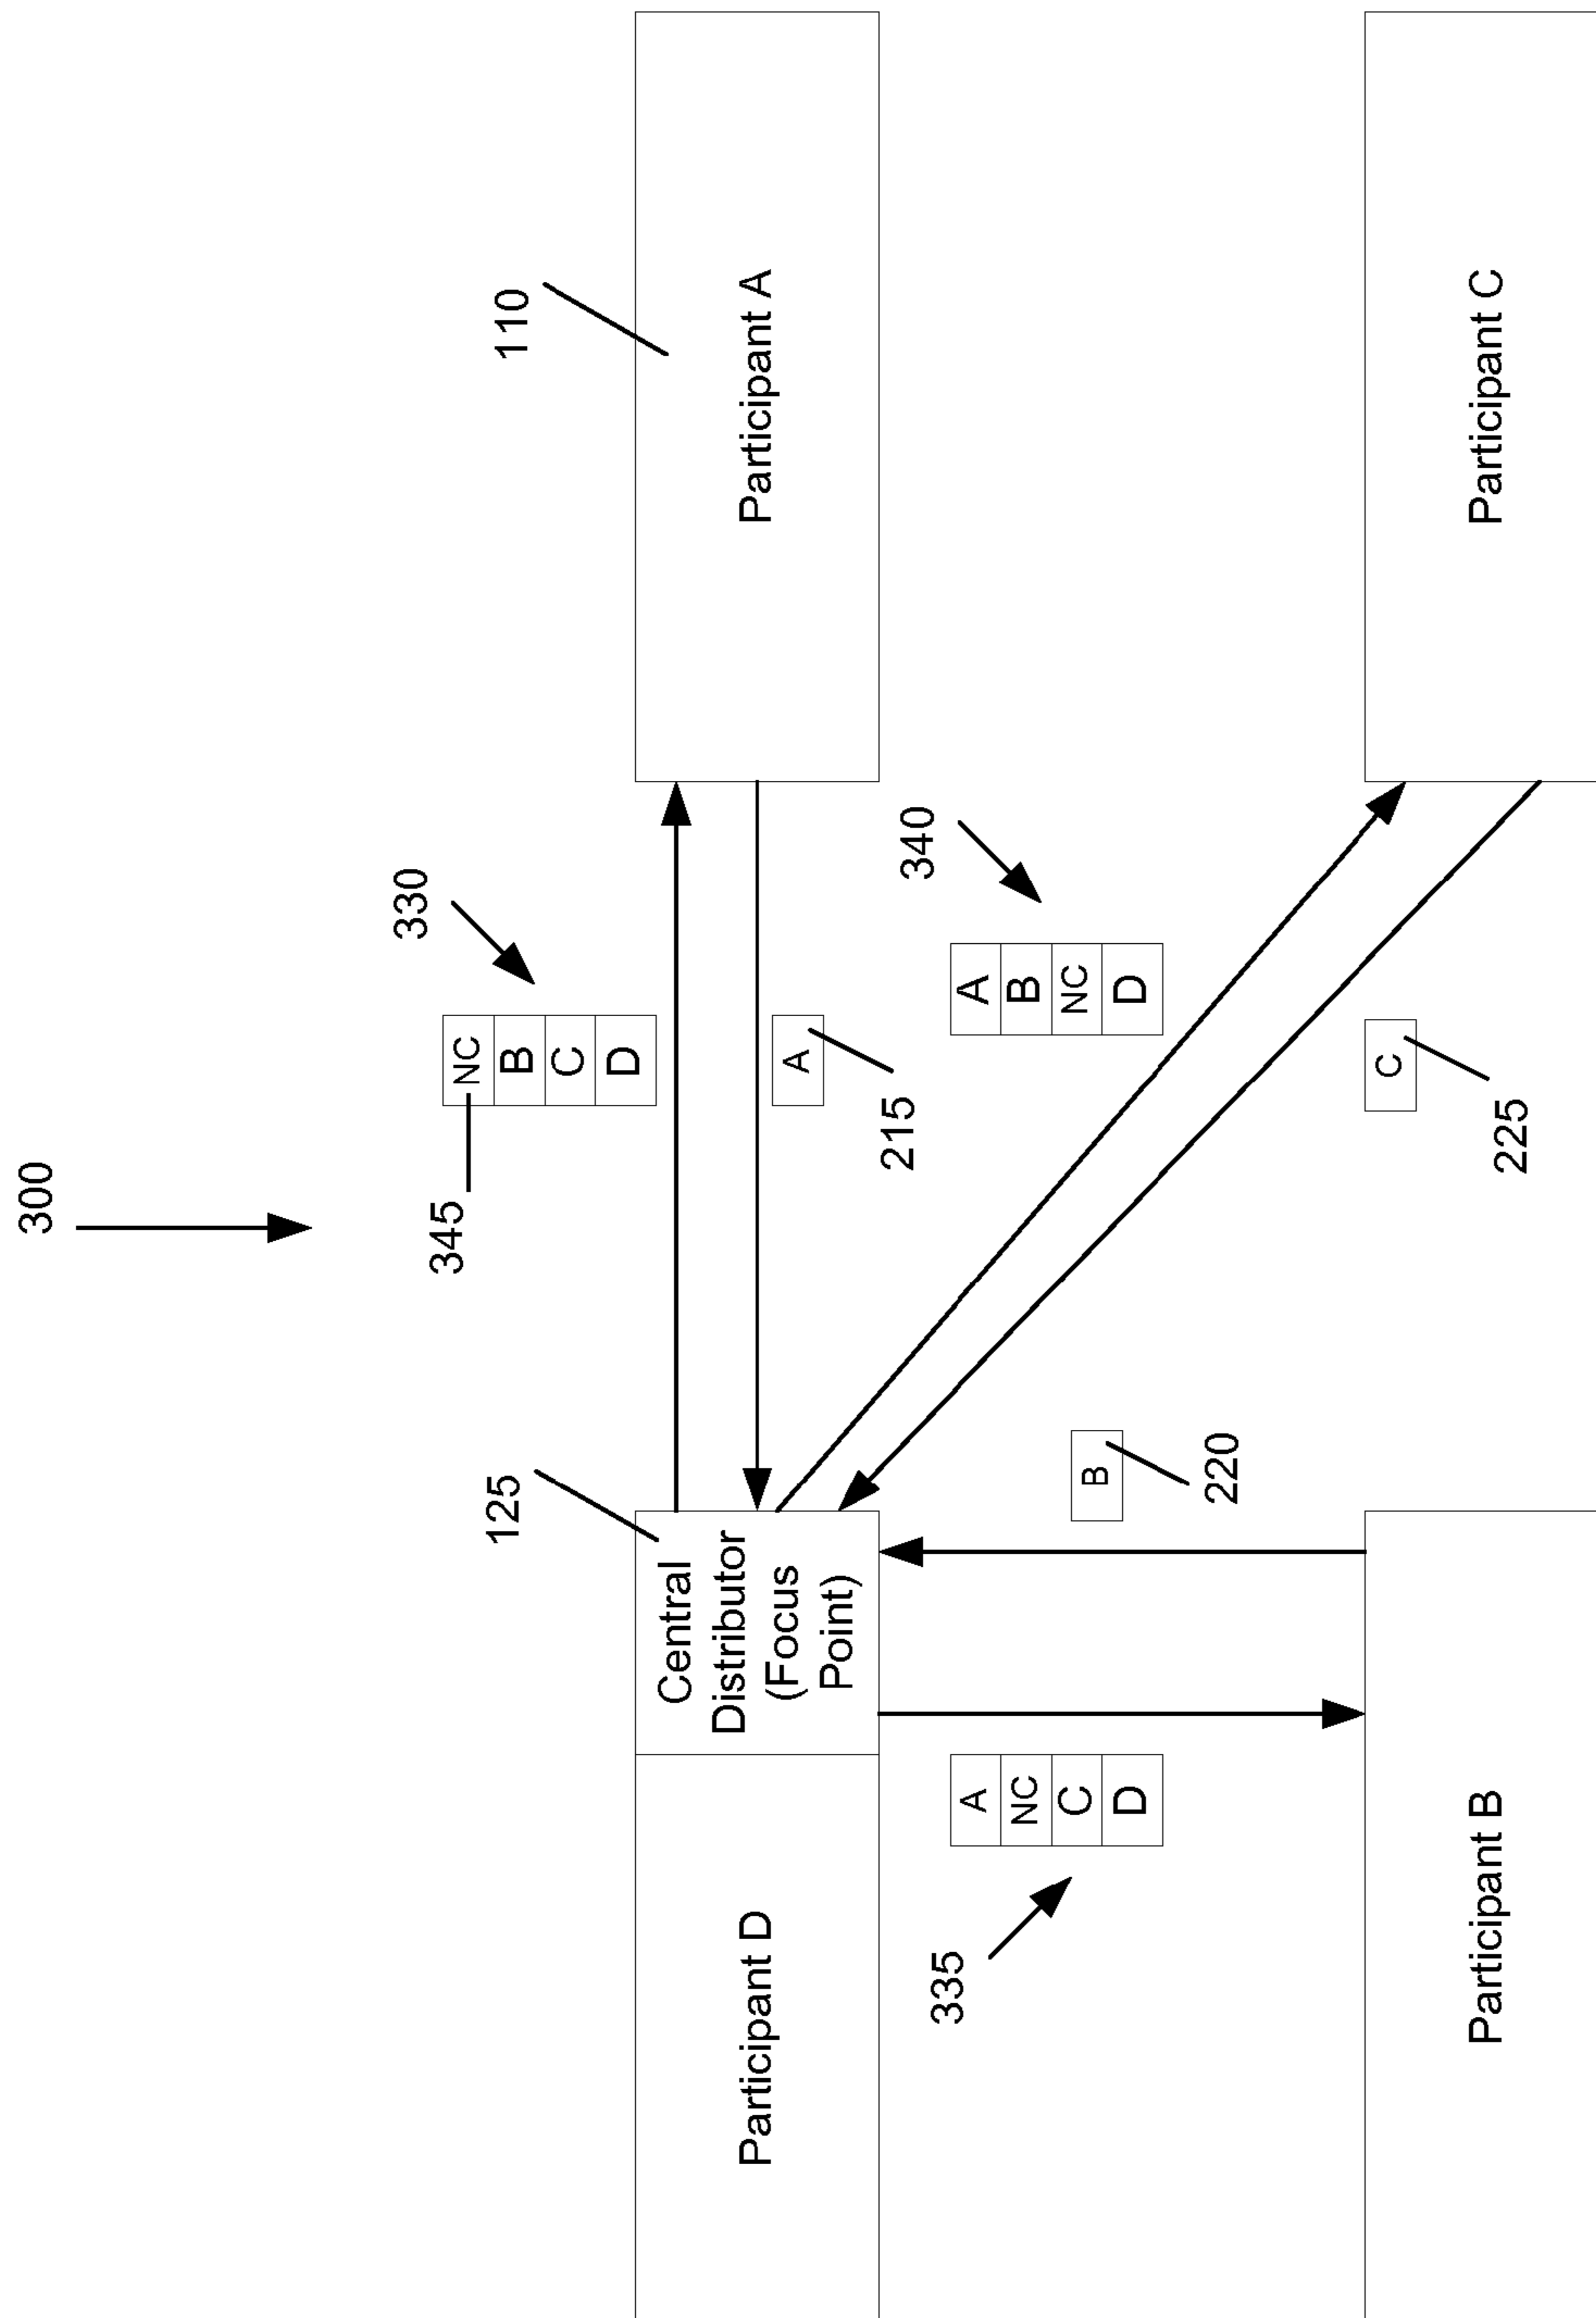 300
330
345
NC
B
C
D
125
110
Participant D
Central
Distributor
(Focus
Point)
Participant A
A
215
340
335
A
NC
C
D
A
B
NC
D
B
220
C
225
Participant B
Participant C